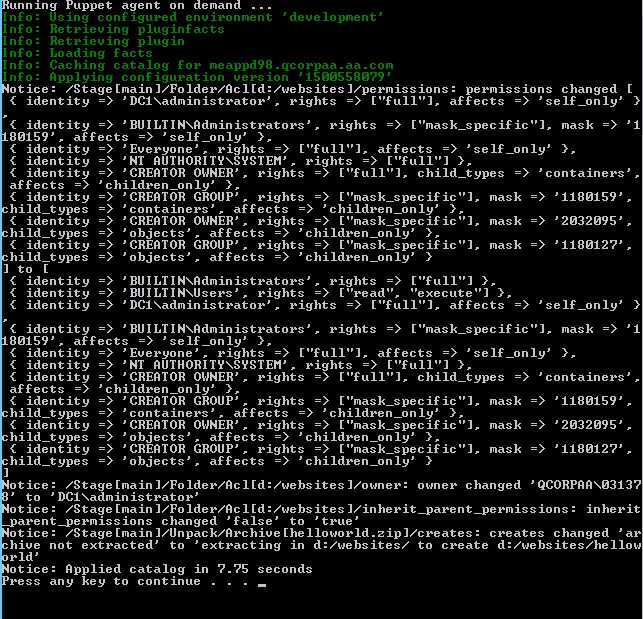 Running Puppet agent on demand ...
Info: Using configured environment 'development'
Info: Retrieving pluginfacts
Info: Retrieving plugin
Info: Loading facts
Info: Caching catalog for meappd98.qcorpaa.aa.com
Info: Applying configuration version '1500558079'
Notice: /Stage[main]/Folder/Acl[d:/websites]/permissions: permissions changed [
 { identity => 'DC1\administrator', rights => ["full"], affects => 'self_only' }
,
 { identity => 'BUILTIN\Administrators', rights => ["mask_specific"], mask => '1
180159', affects => 'self_only' },
 { identity => 'Everyone', rights => ["full"], affects => 'self_only' },
 { identity => 'NT AUTHORITY\SYSTEM', rights => ["full"] },
 { identity => 'CREATOR OWNER', rights => ["full"], child_types => 'containers',
 affects => 'children_only' },
 { identity => 'CREATOR GROUP', rights => ["mask_specific"], mask => '1180159',
child_types => 'containers', affects => 'children_only' },
 { identity => 'CREATOR OWNER', rights => ["mask_specific"], mask => '2032095',
child_types => 'objects', affects => 'children_only' },
 { identity => 'CREATOR GROUP', rights => ["mask_specific"], mask => '1180127',
child_types => 'objects', affects => 'children_only' }
] to [
 { identity => 'BUILTIN\Administrators', rights => ["full"] },
 { identity => 'BUILTIN\Users', rights => ["read", "execute"] },
 { identity => 'DC1\administrator', rights => ["full"], affects => 'self_only' }
,
 { identity => 'BUILTIN\Administrators', rights => ["mask_specific"], mask => '1
180159', affects => 'self_only' },
 { identity => 'Everyone', rights => ["full"], affects => 'self_only' },
 { identity => 'NT AUTHORITY\SYSTEM', rights => ["full"] },
 { identity => 'CREATOR OWNER', rights => ["full"], child_types => 'containers',
 affects => 'children_only' },
 { identity => 'CREATOR GROUP', rights => ["mask_specific"], mask => '1180159',
child_types => 'containers', affects => 'children_only' },
 { identity => 'CREATOR OWNER', rights => ["mask_specific"], mask => '2032095',
child_types => 'objects', affects => 'children_only' },
 { identity => 'CREATOR GROUP', rights => ["mask_specific"], mask => '1180127',
child_types => 'objects', affects => 'children_only' }
]
Notice: /Stage[main]/Folder/Acl[d:/websites]/owner: owner changed 'QCORPAA\03137
8' to 'DC1\administrator'
Notice: /Stage[main]/Folder/Acl[d:/websites]/inherit_parent_permissions: inherit
_parent_permissions changed 'false' to 'true'
Notice: /Stage[main]/Unpack/Archive[helloworld.zip]/creates: creates changed 'ar
chive not extracted' to 'extracting in d:/websites/ to create d:/websites/hellow
orld'
Notice: Applied catalog in 7.75 seconds
Press any key to continue . . . _